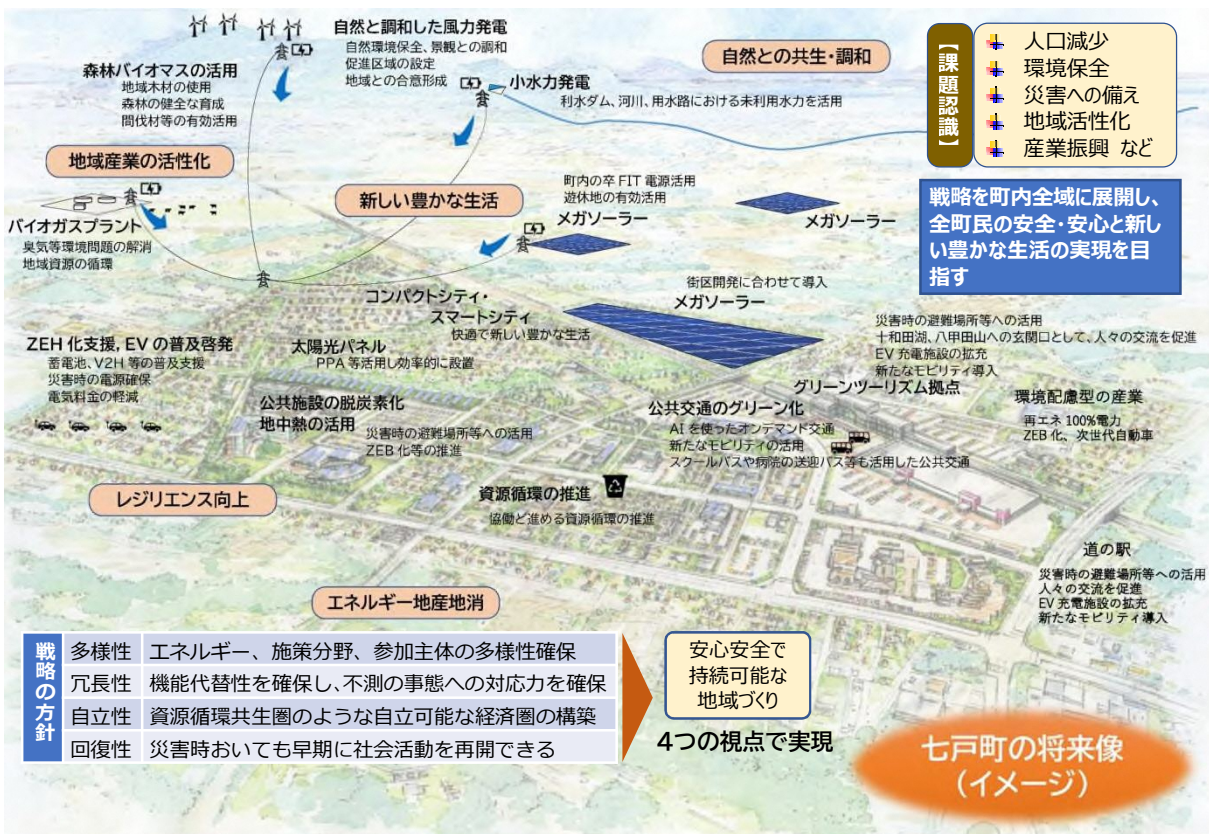 自然と調和した風力発電
自然環境保全、景観との調和
促進区域の設定
地域との合意形成
自然との共生・調和
【課題認識】
人口減少
環境保全
災害への備え
地域活性化
産業振興 など
森林バイオマスの活用
地域木材の使用
森林の健全な育成
間伐材等の有効活用
小水力発電
利水ダム、河川、用水路における未利用水力を活用
地域産業の活性化
新しい豊かな生活
町内の卒 FIT 電源活用
遊休地の有効活用
メガソーラー
メガソーラー
戦略を町内全域に展開し、
全町民の安全・安心と新し
い豊かな生活の実現を目
指す
バイオガスプラント
臭気等環境問題の解消
地域資源の循環
街区開発に合わせて導入
メガソーラー
コンパクトシティ・
スマートシティ
快適で新しい豊かな生活
災害時の避難場所等への活用
十和田湖、八甲田山への玄関口として、人々の交流を促進
EV 充電施設の拡充
新たなモビリティ導入
グリーンツーリズム拠点
ZEH 化支援, EV の普及啓発
蓄電池、V2H 等の普及支援
災害時の電源確保
電気料金の軽減
太陽光パネル
PPA 等活用し効率的に設置
公共施設の脱炭素化
地中熱の活用
災害時の避難場所等への活用
ZEB 化等の推進
公共交通のグリーン化
AI を使ったオンデマンド交通
新たなモビリティの活用
スクールバスや病院の送迎バス等も活用した公共交通
環境配慮型の産業
再エネ 100%電力
ZEB 化、次世代自動車
レジリエンス向上
資源循環の推進
協働と進める資源循環の推進
道の駅
災害時の避難場所等への活用
人々の交流を促進
EV 充電施設の拡充
新たなモビリティ導入
エネルギー地産地消
戦略の方針
多様性 エネルギー、施策分野、参加主体の多様性確保
冗長性 機能代替性を確保し、不測の事態への対応力を確保
自立性 資源循環共生圏のような自立可能な経済圏の構築
回復性 災害時おいても早期に社会活動を再開できる
安心安全で
持続可能な
地域づくり
4つの視点で実現
七戸町の将来像
（イメージ）